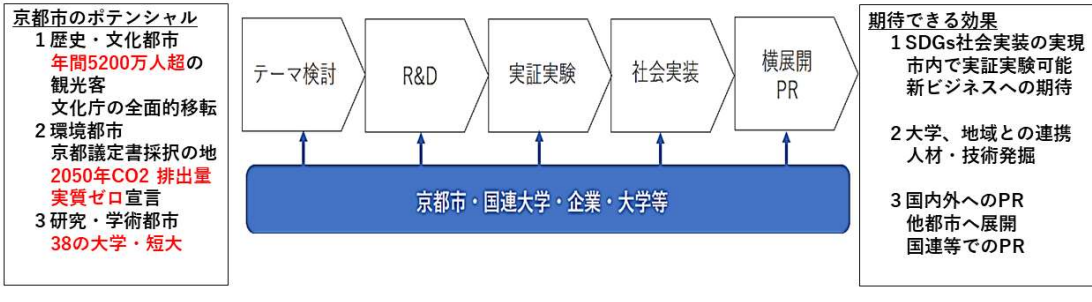 京都市のポテンシャル
1 歴史・文化都市
年間5200万人超の
観光客
文化庁の全面的移転
2 環境都市
京都議定書採択の地
2050年CO2 排出量
実質ゼロ宣言
3 研究・学術都市
38の大学・短大
テーマ検討
R&D
実証実験
社会実装
横展開
PR
京都市・国連大学・企業・大学等
期待できる効果
1 SDGs社会実装の実現
市内で実証実験可能
新ビジネスへの期待
2 大学、地域との連携
人材・技術発掘
3 国内外へのPR
他都市へ展開
国連等でのPR